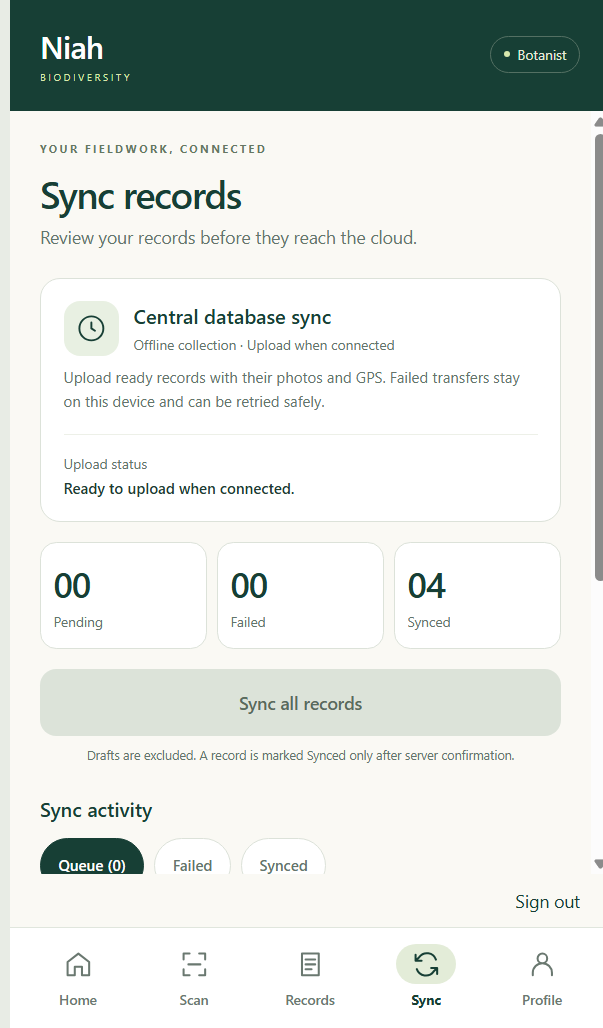 Niah
BIODIVERSITY
Botanist
YOUR FIELDWORK, CONNECTED
Sync records
Review your records before they reach the cloud.
Central database sync
Offline collection · Upload when connected
Upload ready records with their photos and GPS. Failed transfers stay
on this device and can be retried safely.
Upload status
Ready to upload when connected.
00
Pending
00
Failed
04
Synced
Sync all records
Drafts are excluded. A record is marked Synced only after server confirmation.
Sync activity
Queue (0)
Failed
Synced
Sign out
Home
Scan
Records
Sync
Profile